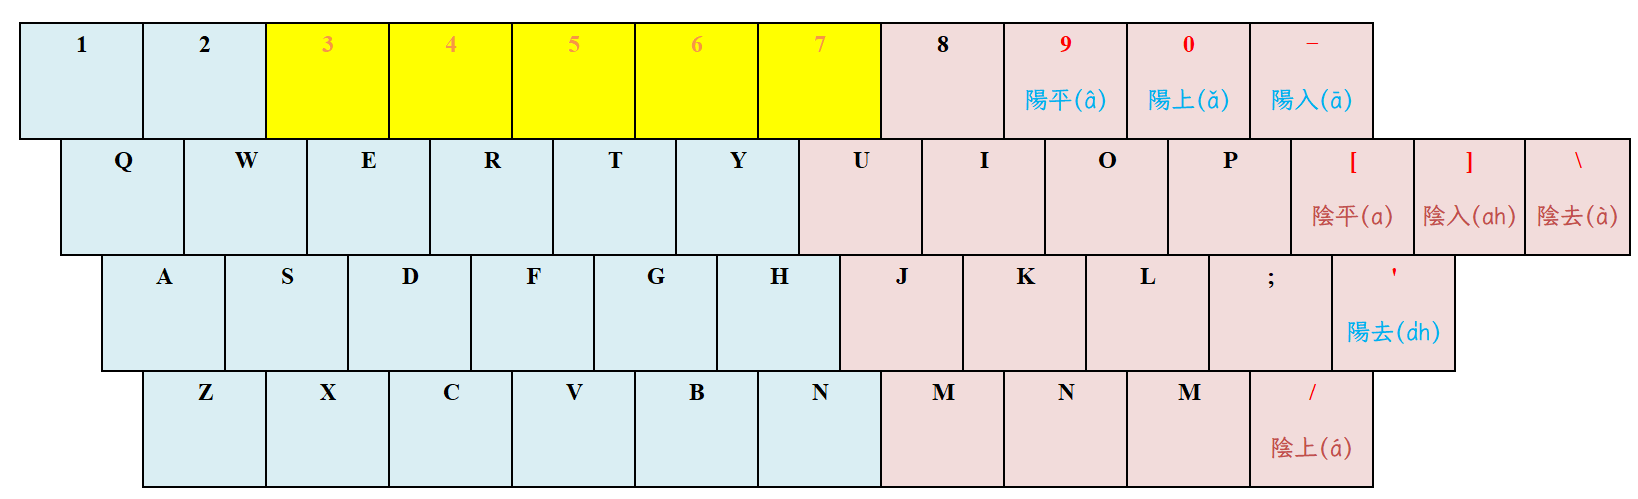 1 2 3 4 5 6 7 8 9 0 −
陽平(â) 陽上(ǎ) 陽入(ā)
Q W E R T Y U I O P [ ] \
陰平(a) 陰入(ah) 陰去(à)
A S D F G H J K L ; '
陽去(a̍h)
Z X C V B N M N M /
陰上(á)